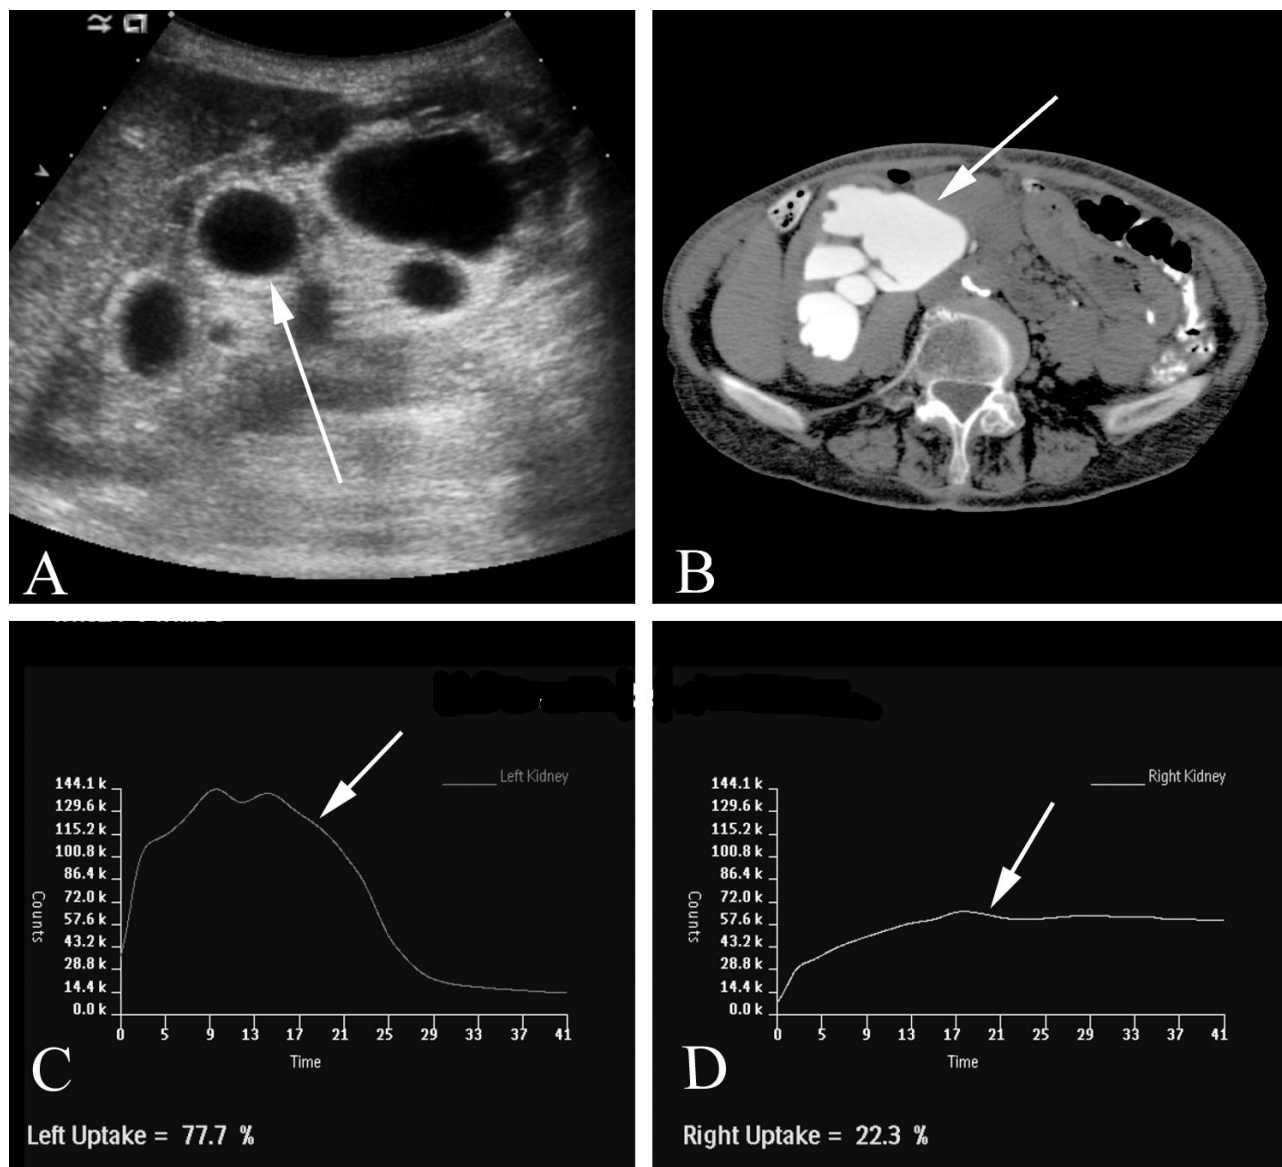 A
B
Left Kidney
144.1 k
129.6 k
115.2 k
100.8 k
86.4 k
72.0 k
57.6 k
43.2 k
28.8 k
14.4 k
0.0 k
Counts
0 5 9 13 17 21 25 29 33 37 41
Time
C
Left Uptake = 77.7 %
Right Kidney
144.1 k
129.6 k
115.2 k
100.8 k
86.4 k
72.0 k
57.6 k
43.2 k
28.8 k
14.4 k
0.0 k
Counts
0 5 9 13 17 21 25 29 33 37 41
Time
D
Right Uptake = 22.3 %